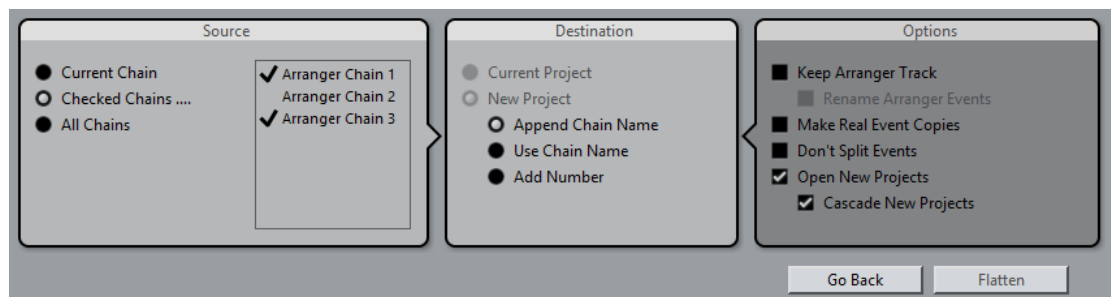 Source
Current Chain
Checked Chains ....
All Chains
Arranger Chain 1
Arranger Chain 2
Arranger Chain 3
Destination
Current Project
New Project
Append Chain Name
Use Chain Name
Add Number
Options
Keep Arranger Track
Rename Arranger Events
Make Real Event Copies
Don't Split Events
Open New Projects
Cascade New Projects
Go Back
Flatten